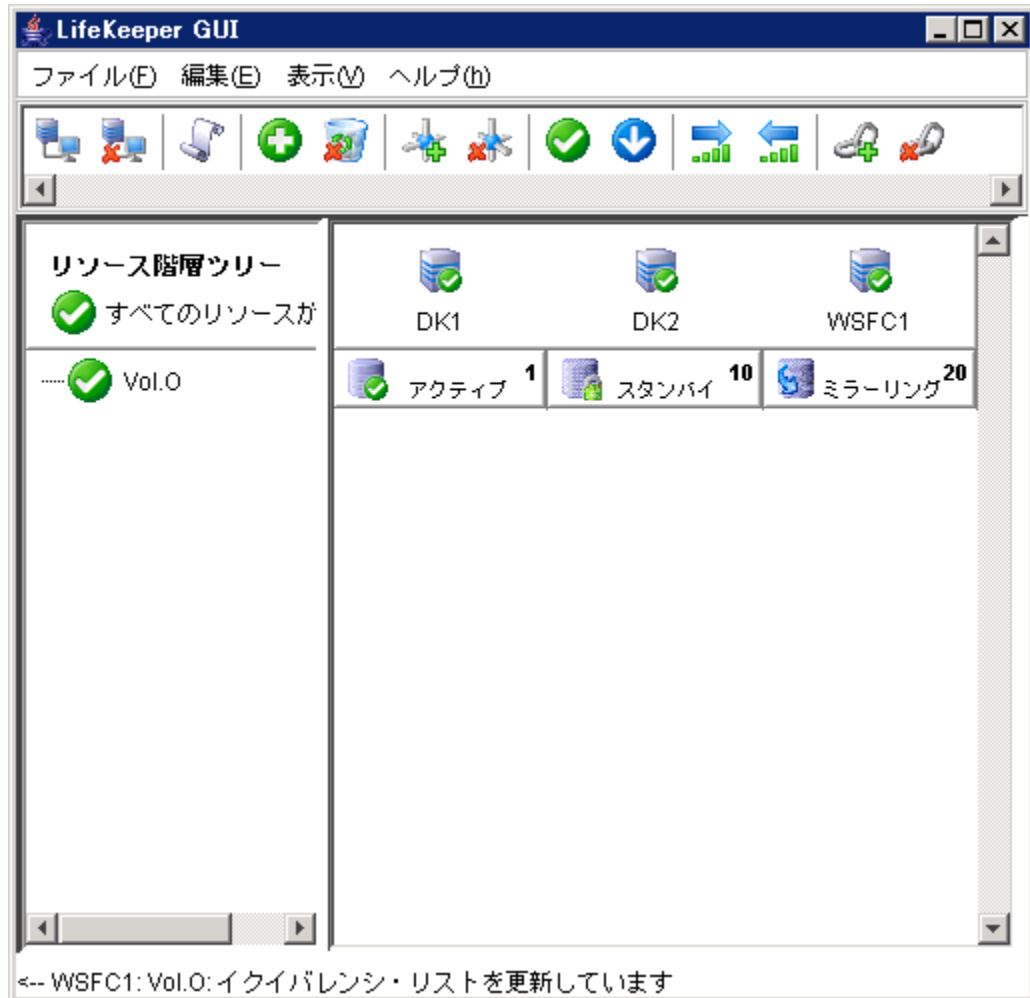 LifeKeeper GUI
ファイル(F) 編集(E) 表示(V) ヘルプ(h)
リソース階層ツリー
すべてのリソースが
Vol.O
DK1 DK2 WSFC1
アクティブ 1 スタンバイ 10 ミラーリング 20
<-- WSFC1: Vol.O: イクイバレンシ・リストを更新しています